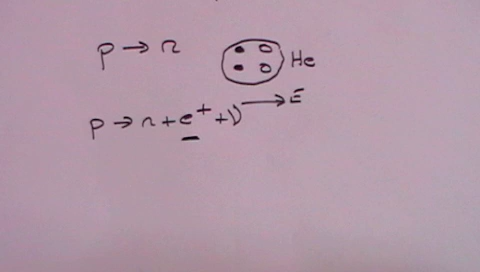 p → n
He
p → n + e⁺ + ν → E